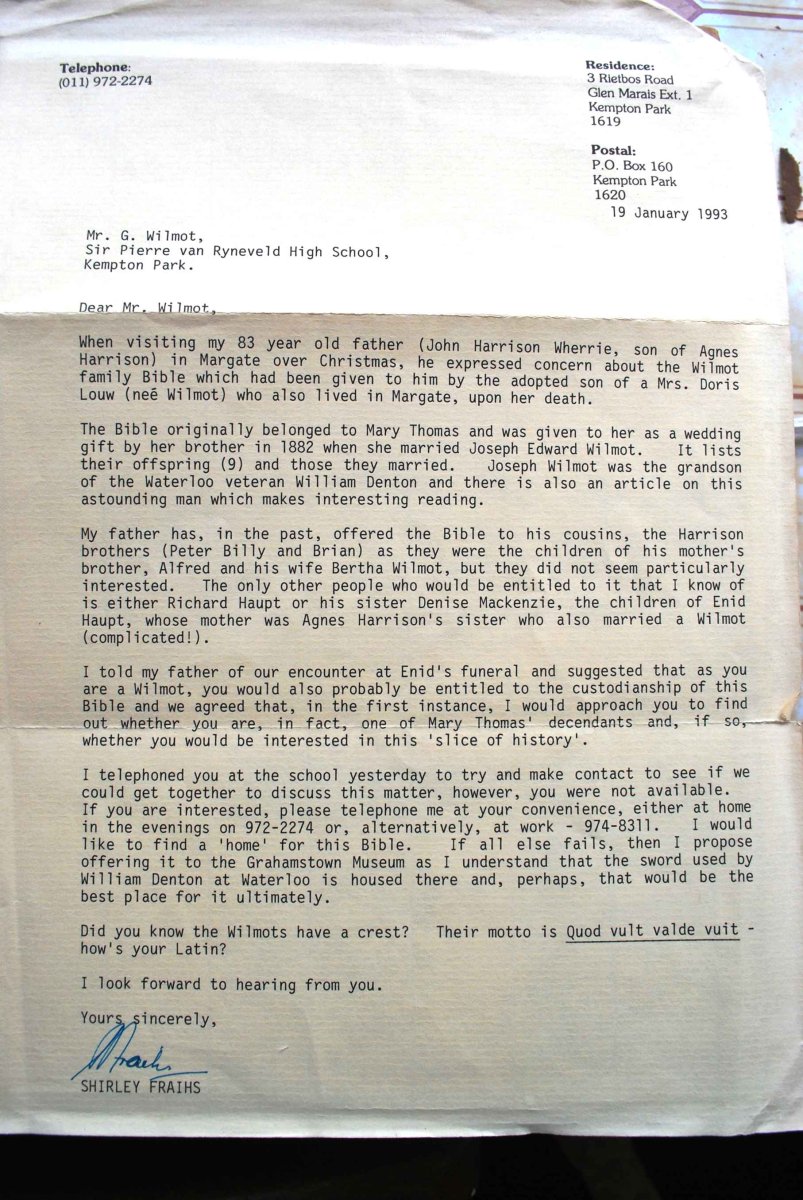 Telephone:
(011) 972-2274
Residence:
3 Rietbos Road
Glen Marais Ext. 1
Kempton Park
1619
Postal:
P.O. Box 160
Kempton Park
1620
19 January 1993
Mr. G. Wilmot,
Sir Pierre van Ryneveld High School,
Kempton Park.
Dear Mr. Wilmot,
When visiting my 83 year old father (John Harrison Wherrie, son of Agnes
Harrison) in Margate over Christmas, he expressed concern about the Wilmot
family Bible which had been given to him by the adopted son of a Mrs. Doris
Louw (neé Wilmot) who also lived in Margate, upon her death.
The Bible originally belonged to Mary Thomas and was given to her as a wedding
gift by her brother in 1882 when she married Joseph Edward Wilmot. It lists
their offspring (9) and those they married. Joseph Wilmot was the grandson
of the Waterloo veteran William Denton and there is also an article on this
astounding man which makes interesting reading.
My father has, in the past, offered the Bible to his cousins, the Harrison
brothers (Peter Billy and Brian) as they were the children of his mother's
brother, Alfred and his wife Bertha Wilmot, but they did not seem particularly
interested. The only other people who would be entitled to it that I know of
is either Richard Haupt or his sister Denise Mackenzie, the children of Enid
Haupt, whose mother was Agnes Harrison's sister who also married a Wilmot
(complicated!).
I told my father of our encounter at Enid's funeral and suggested that as you
are a Wilmot, you would also probably be entitled to the custodianship of this
Bible and we agreed that, in the first instance, I would approach you to find
out whether you are, in fact, one of Mary Thomas' decendants and, if so,
whether you would be interested in this 'slice of history'.
I telephoned you at the school yesterday to try and make contact to see if we
could get together to discuss this matter, however, you were not available.
If you are interested, please telephone me at your convenience, either at home
in the evenings on 972-2274 or, alternatively, at work - 974-8311. I would
like to find a 'home' for this Bible. If all else fails, then I propose
offering it to the Grahamstown Museum as I understand that the sword used by
William Denton at Waterloo is housed there and, perhaps, that would be the
best place for it ultimately.
Did you know the Wilmots have a crest? Their motto is Quod vult valde vuit -
how's your Latin?
I look forward to hearing from you.
Yours sincerely,
SFraihs
SHIRLEY FRAIHS